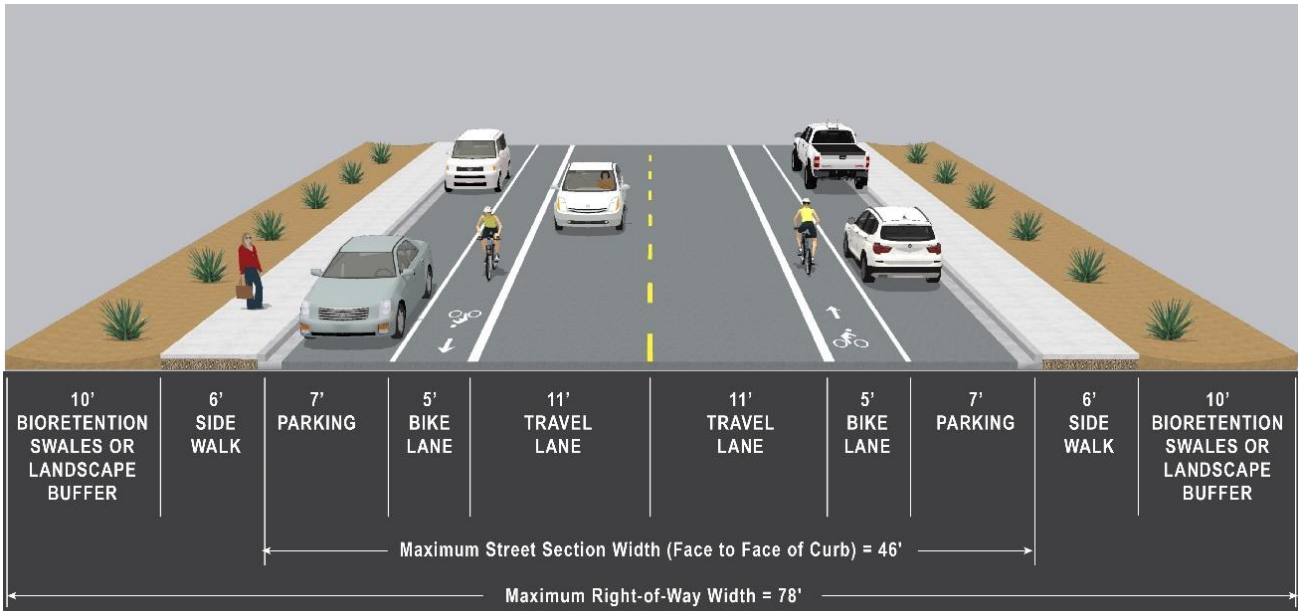 10’
BIORETENTION
SWALES OR
LANDSCAPE
BUFFER
6’
SIDE
WALK
7’
PARKING
5’
BIKE
LANE
11’
TRAVEL
LANE
11’
TRAVEL
LANE
5’
BIKE
LANE
7’
PARKING
6’
SIDE
WALK
10’
BIORETENTION
SWALES OR
LANDSCAPE
BUFFER
Maximum Street Section Width (Face to Face of Curb) = 46'
Maximum Right-of-Way Width = 78'